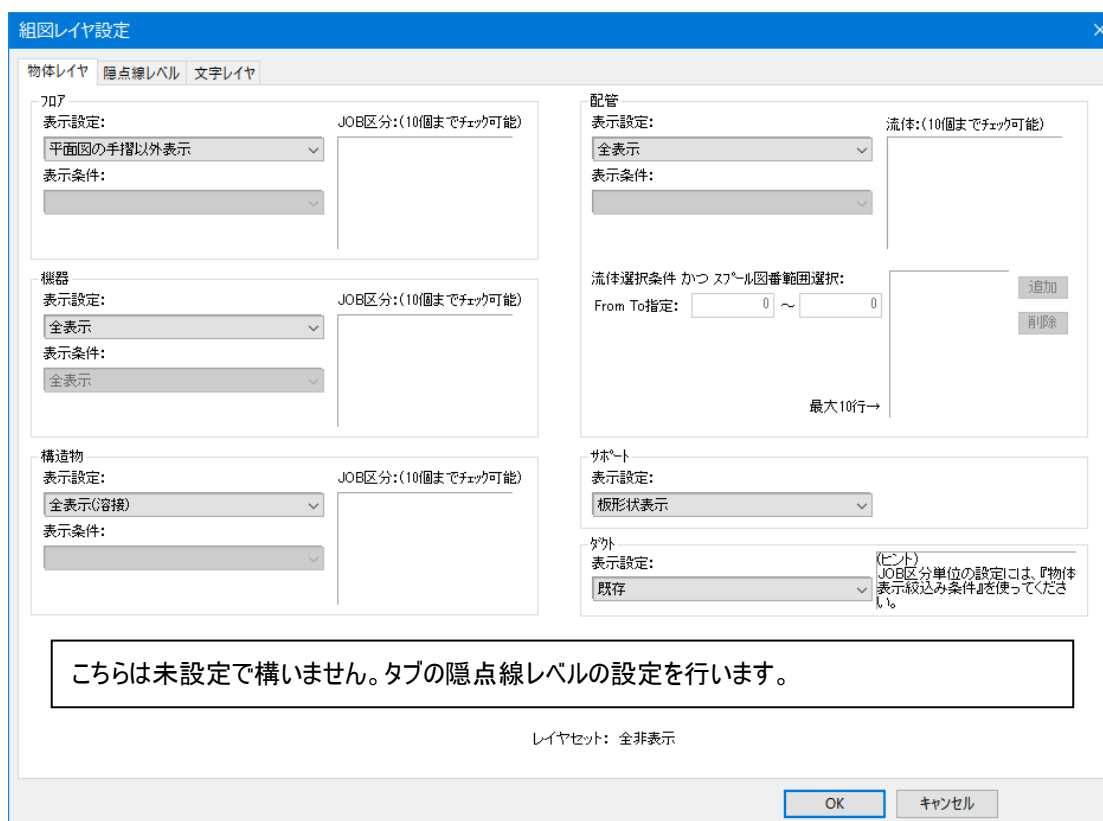 組図レイヤ設定
物体レイヤ 隠点線レベル 文字レイヤ
ﾌﾛｱ
表示設定:
JOB区分:(10個までﾁｪｯｸ可能)
平面図の手摺以外表示
表示条件:
機器
表示設定:
JOB区分:(10個までﾁｪｯｸ可能)
全表示
表示条件:
全表示
構造物
表示設定:
JOB区分:(10個までﾁｪｯｸ可能)
全表示(溶接)
表示条件:
配管
表示設定:
流体:(10個までﾁｪｯｸ可能)
全表示
表示条件:
流体選択条件 かつ ｽﾌﾟｰﾙ図番範囲選択:
From To指定: 0 ～ 0
追加
削除
最大10行→
ｻﾎﾟｰﾄ
表示設定:
板形状表示
ﾀﾞｸﾄ
表示設定:
既存
(ヒント)
JOB区分単位の設定には、『物体
表示絞込み条件』を使ってくださ
い。
こちらは未設定で構いません。タブの隠点線レベルの設定を行います。
レイヤセット: 全非表示
OK キャンセル